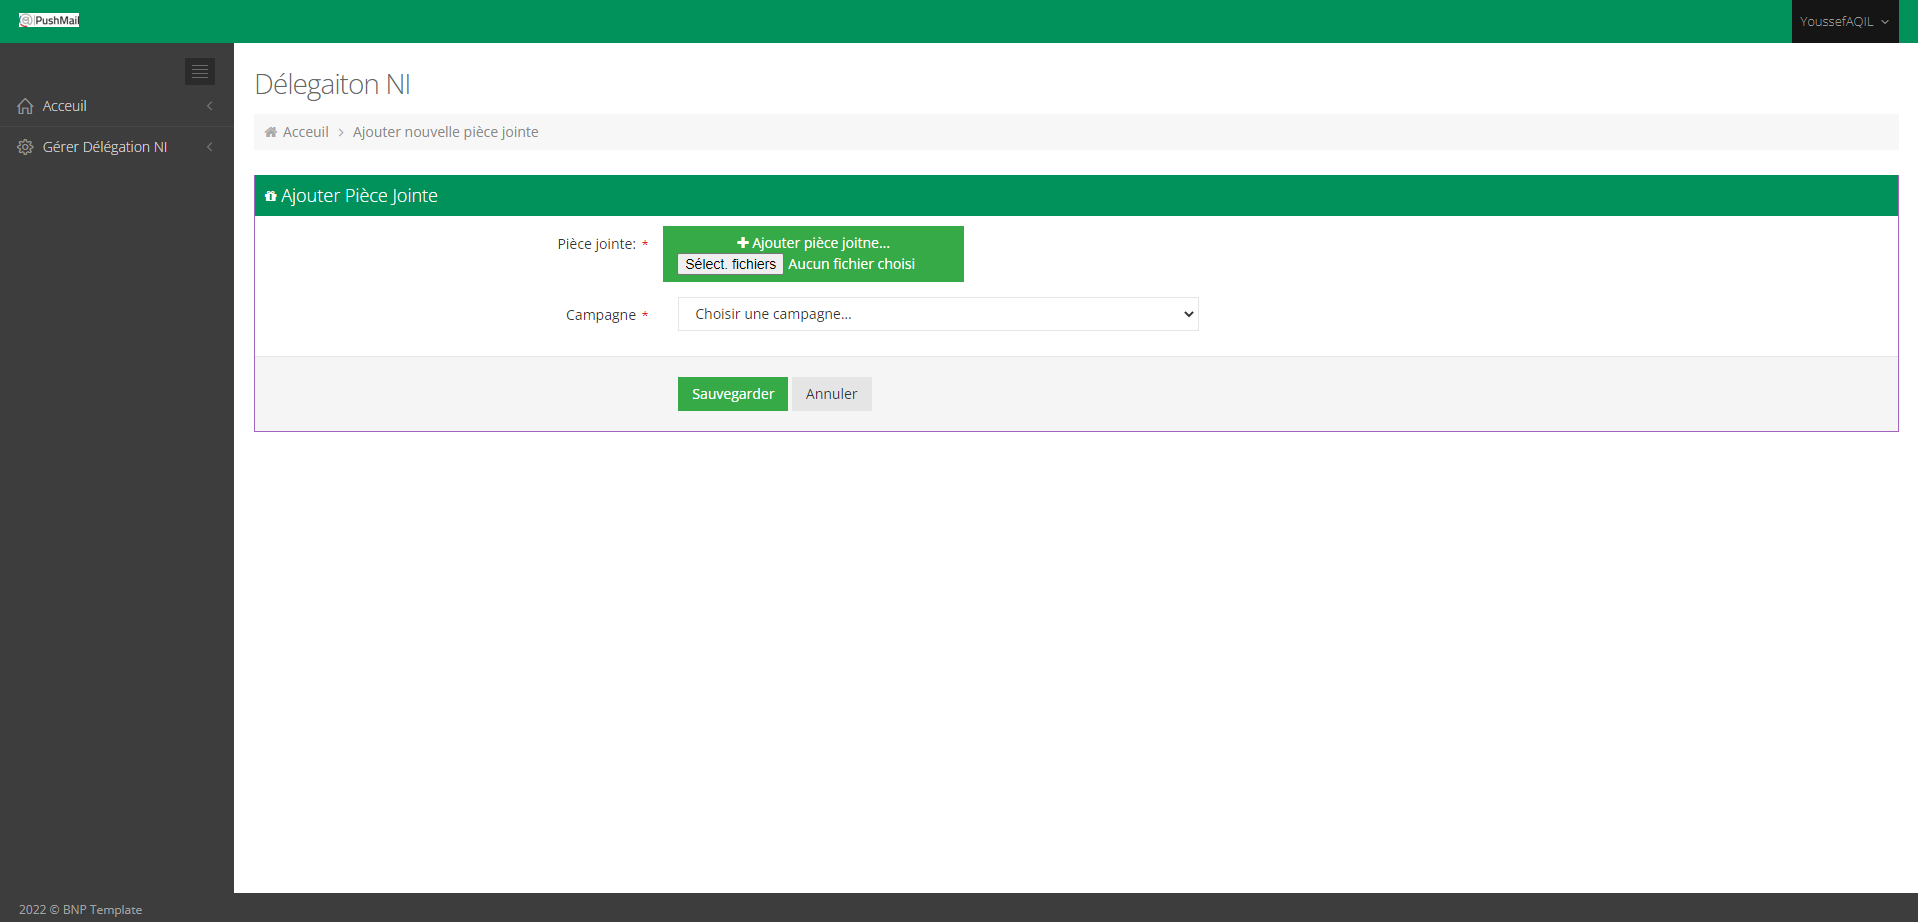 PushMail
YoussefAQIL
Acceuil
Gérer Délégation NI
Délegaiton NI
Acceuil > Ajouter nouvelle pièce jointe
Ajouter Pièce Jointe
Pièce jointe: *
Ajouter pièce joitne...
Sélect. fichiers Aucun fichier choisi
Campagne * Choisir une campagne...
Sauvegarder Annuler
2022 © BNP Template